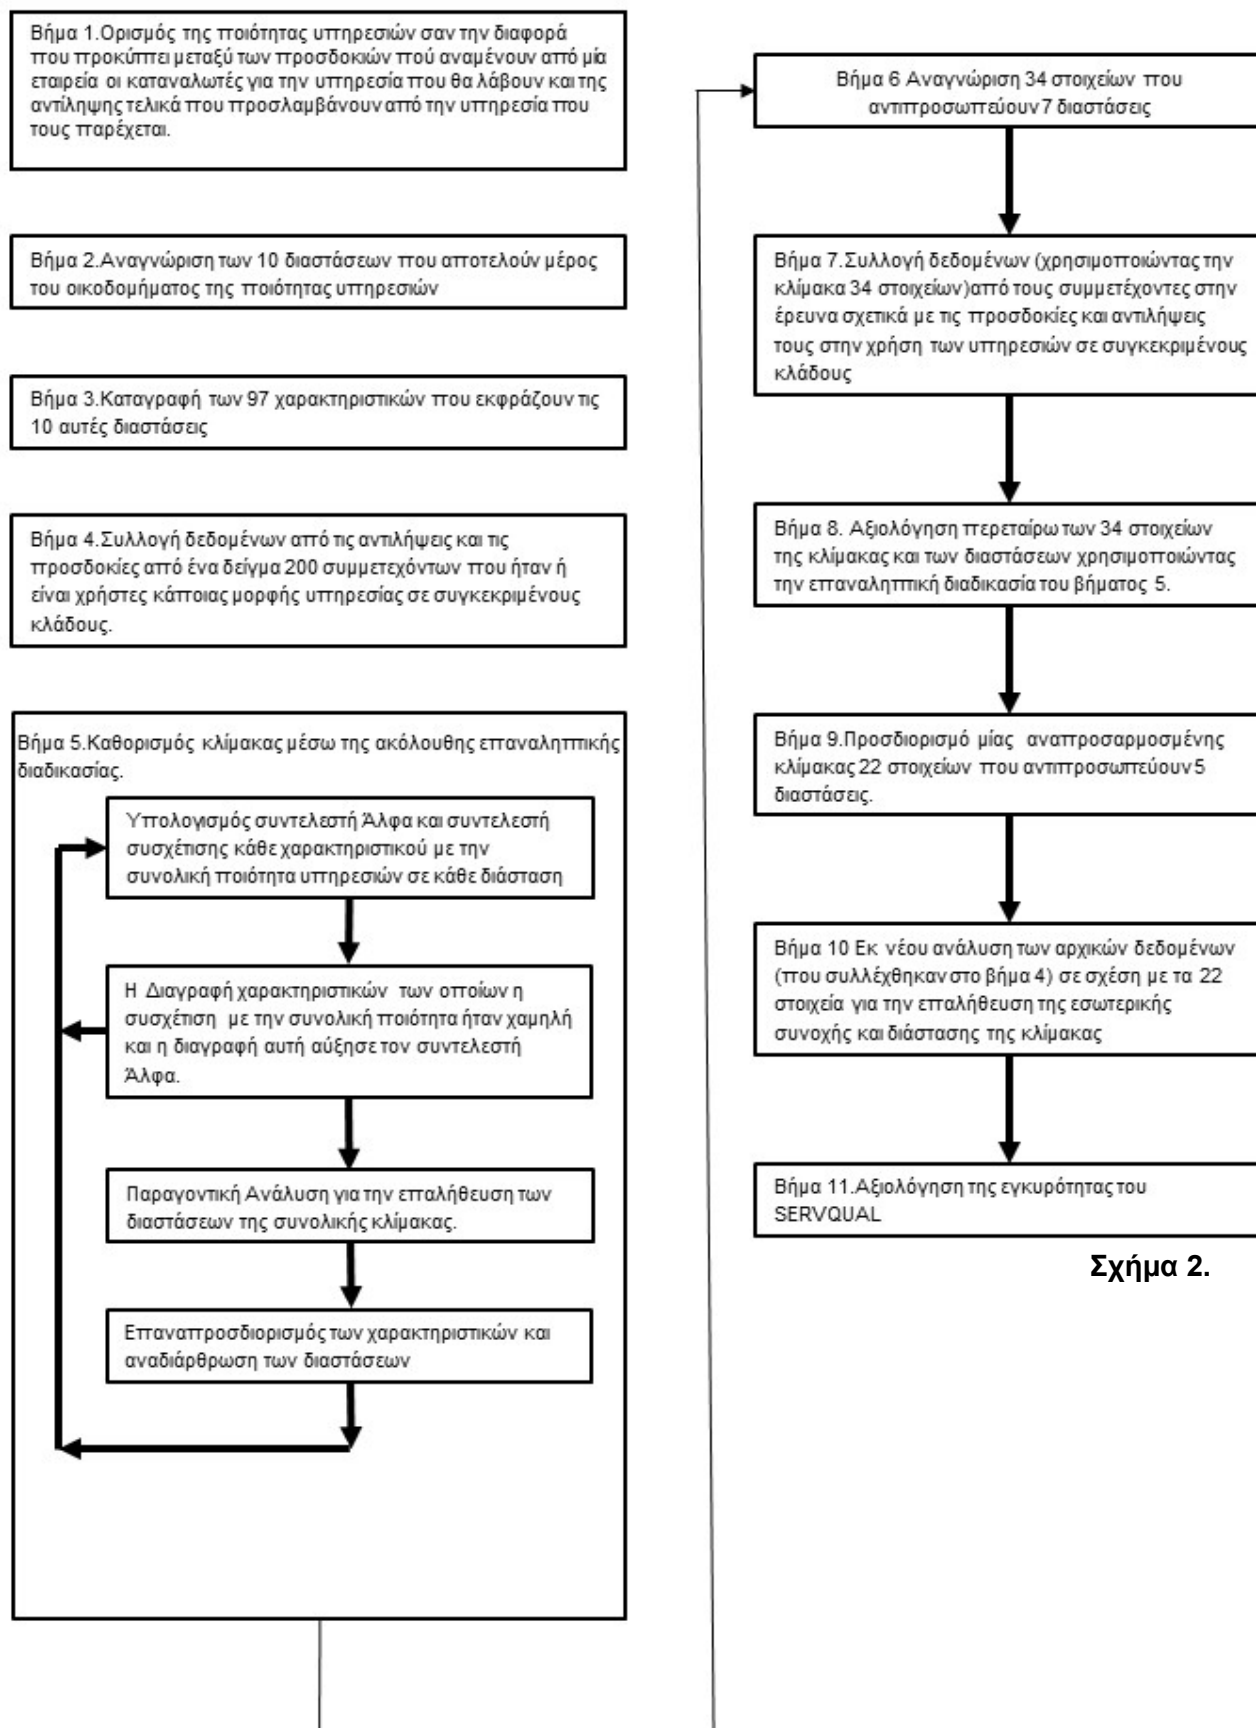 Βήμα 1.Ορισμός της ποιότητας υπηρεσιών σαν την διαφορά
που προκύπτει μεταξύ των προσδοκιών πού αναμένουν από μία
εταιρεία οι καταναλωτές για την υπηρεσία που θα λάβουν και της
αντίληψης τελικά που προσλαμβάνουν από την υπηρεσία που
τους παρέχεται.
Βήμα 2.Αναγνώριση των 10 διαστάσεων που αποτελούν μέρος
του οικοδομήματος της ποιότητας υπηρεσιών
Βήμα 3.Καταγραφή των 97 χαρακτηριστικών που εκφράζουν τις
10 αυτές διαστάσεις
Βήμα 4.Συλλογή δεδομένων από τις αντιλήψεις και τις
προσδοκίες από ένα δείγμα 200 συμμετεχόντων που ήταν ή
είναι χρήστες κάποιας μορφής υπηρεσίας σε συγκεκριμένους
κλάδους.
Βήμα 5.Καθορισμός κλίμακας μέσω της ακόλουθης επαναληπτικής
διαδικασίας.
Υπολογισμός συντελεστή Άλφα και συντελεστή
συσχέτισης κάθε χαρακτηριστικού με την
συνολική ποιότητα υπηρεσιών σε κάθε διάσταση
Η Διαγραφή χαρακτηριστικών των οποίων η
συσχέτιση με την συνολική ποιότητα ήταν χαμηλή
και η διαγραφή αυτή αύξησε τον συντελεστή
Άλφα.
Παραγοντική Ανάλυση για την επαλήθευση των
διαστάσεων της συνολικής κλίμακας.
Επαναπροσδιορισμός των χαρακτηριστικών και
αναδιάρθρωση των διαστάσεων
Βήμα 6 Αναγνώριση 34 στοιχείων που
αντιπροσωπεύουν 7 διαστάσεις
Βήμα 7.Συλλογή δεδομένων (χρησιμοποιώντας την
κλίμακα 34 στοιχείων)από τους συμμετέχοντες στην
έρευνα σχετικά με τις προσδοκίες και αντιλήψεις
τους στην χρήση των υπηρεσιών σε συγκεκριμένους
κλάδους
Βήμα 8. Αξιολόγηση περεταίρω των 34 στοιχείων
της κλίμακας και των διαστάσεων χρησιμοποιώντας
την επαναληπτική διαδικασία του βήματος 5.
Βήμα 9.Προσδιορισμό μίας αναπροσαρμοσμένης
κλίμακας 22 στοιχείων που αντιπροσωπεύουν 5
διαστάσεις.
Βήμα 10 Εκ νέου ανάλυση των αρχικών δεδομένων
(που συλλέχθηκαν στο βήμα 4) σε σχέση με τα 22
στοιχεία για την επαλήθευση της εσωτερικής
συνοχής και διάστασης της κλίμακας
Βήμα 11.Αξιολόγηση της εγκυρότητας του
SERVQUAL
Σχήμα 2.